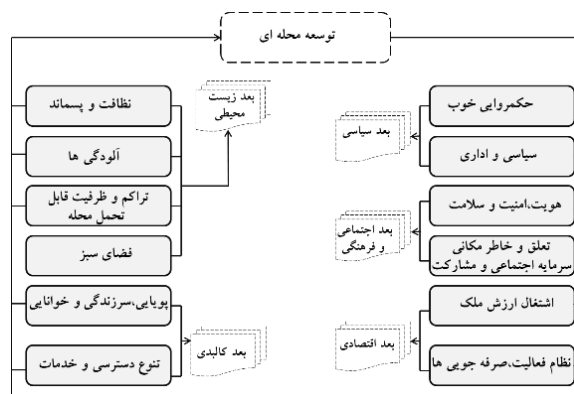 توسعه محله ای
حکمروایی خوب
سیاسی و اداری
بعد سیاسی
هویت،امنیت و سلامت
تعلق و خاطر مکانی
سرمایه اجتماعی و مشارکت
بعد اجتماعی
و فرهنگی
اشتغال ارزش ملک
نظام فعالیت،صرفه جویی ها
بعد اقتصادی
بعد زیست
محیطی
نظافت و پسماند
آلودگی ها
تراکم و ظرفیت قابل
تحمل محله
فضای سبز
بعد کالبدی
پویایی،سرزندگی و خوانایی
تنوع دسترسی و خدمات